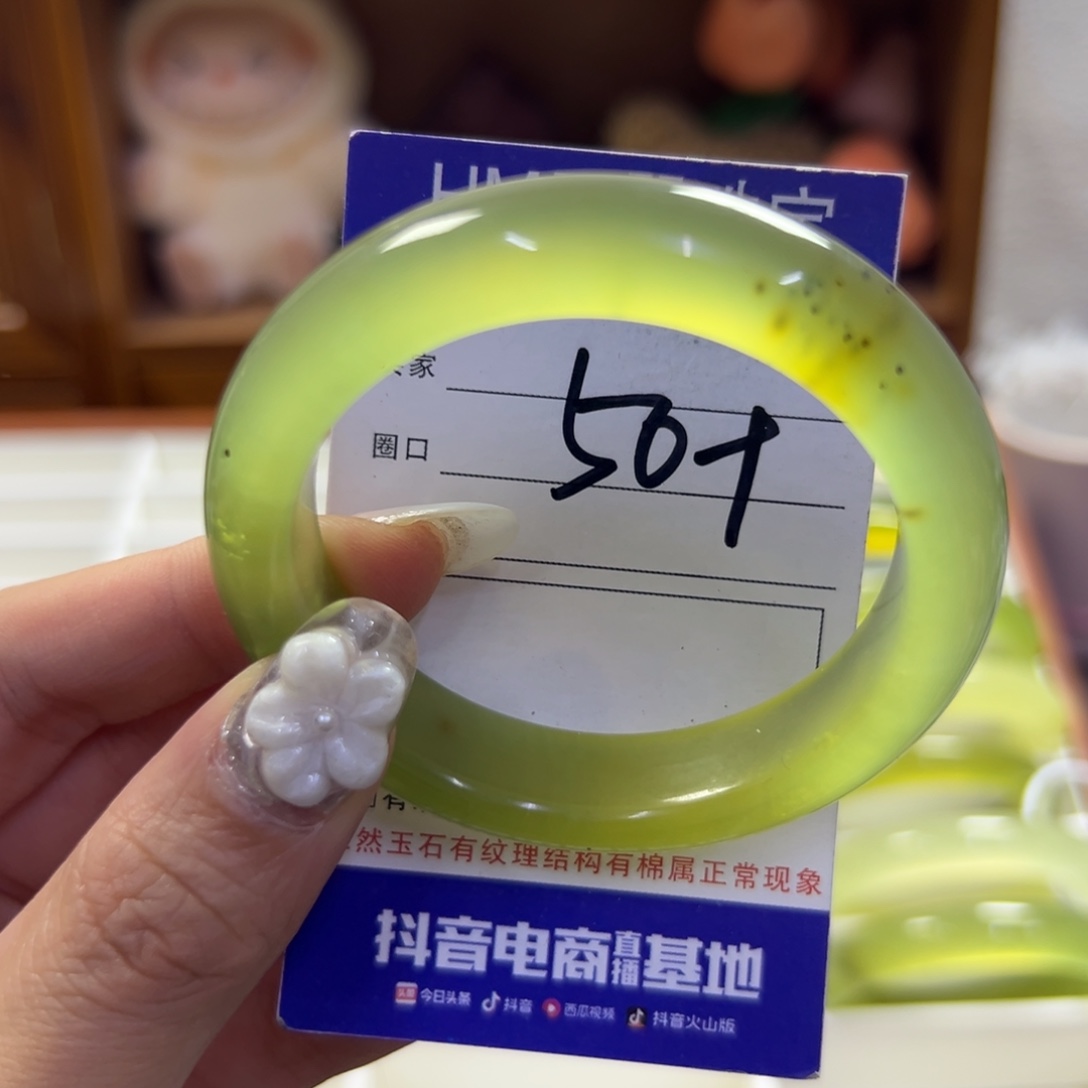 家
圈口
50+
然玉石有纹理结构有棉属正常现象
抖音电商直播基地
头条 今日头条 抖音 西瓜视频 抖音火山版